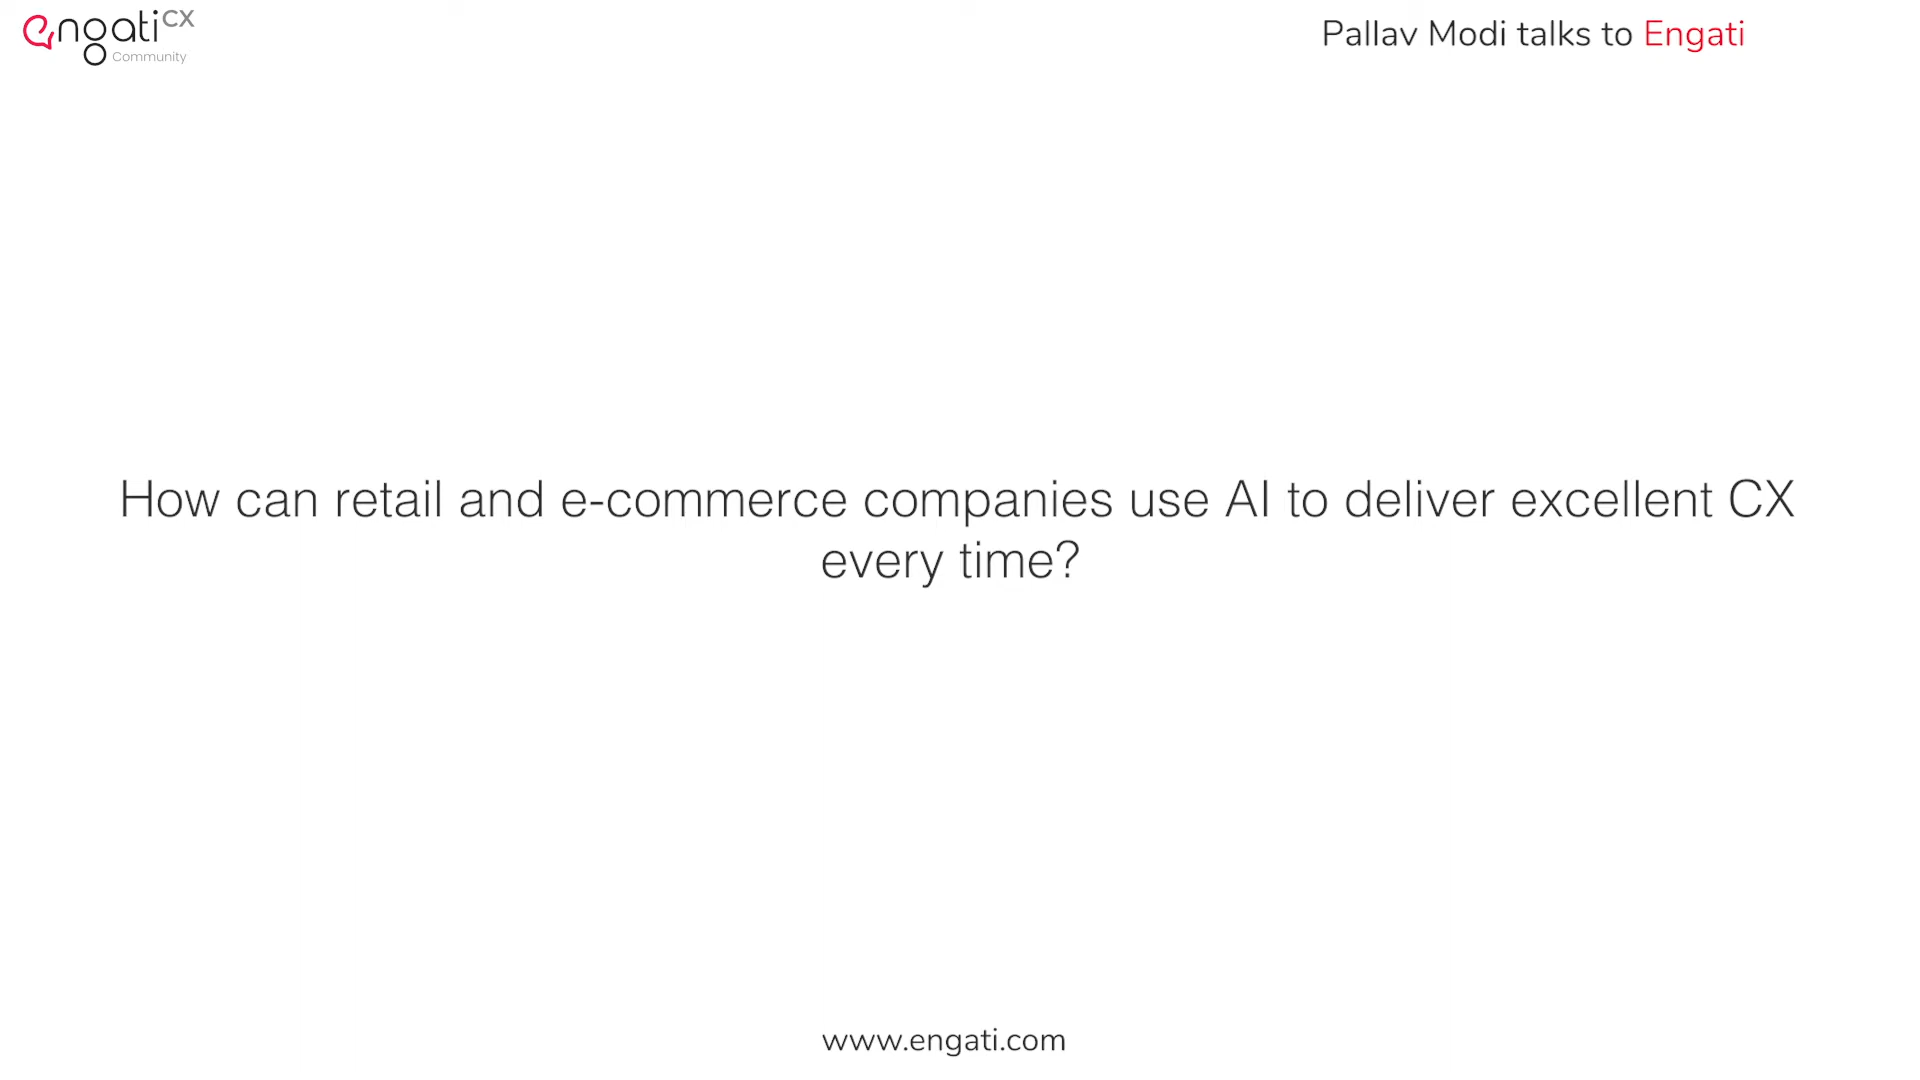 engati CX
Community
Pallav Modi talks to Engati
How can retail and e-commerce companies use AI to deliver excellent CX
every time?
www.engati.com